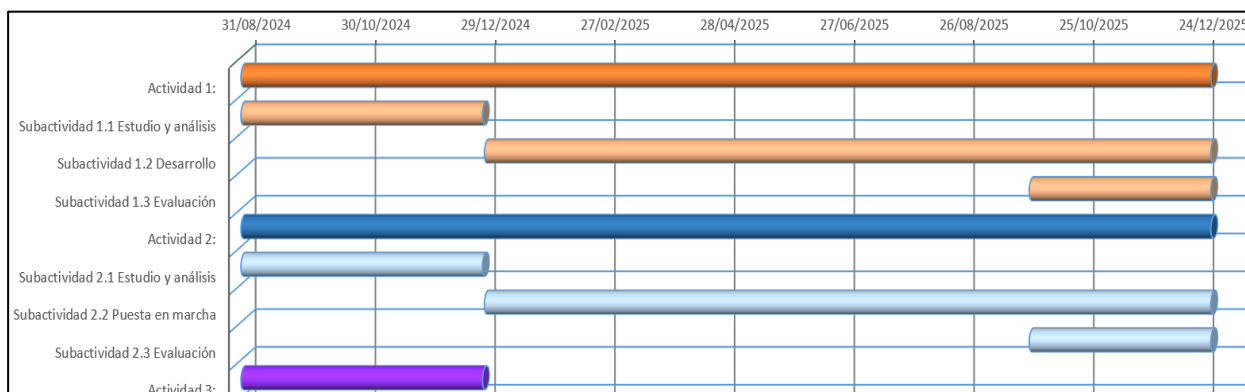 31/08/2024 30/10/2024 29/12/2024 27/02/2025 28/04/2025 27/06/2025 26/08/2025 25/10/2025 24/12/2025
Actividad 1:
Subactividad 1.1 Estudio y análisis
Subactividad 1.2 Desarrollo
Subactividad 1.3 Evaluación
Actividad 2:
Subactividad 2.1 Estudio y análisis
Subactividad 2.2 Puesta en marcha
Subactividad 2.3 Evaluación
Actividad 3: